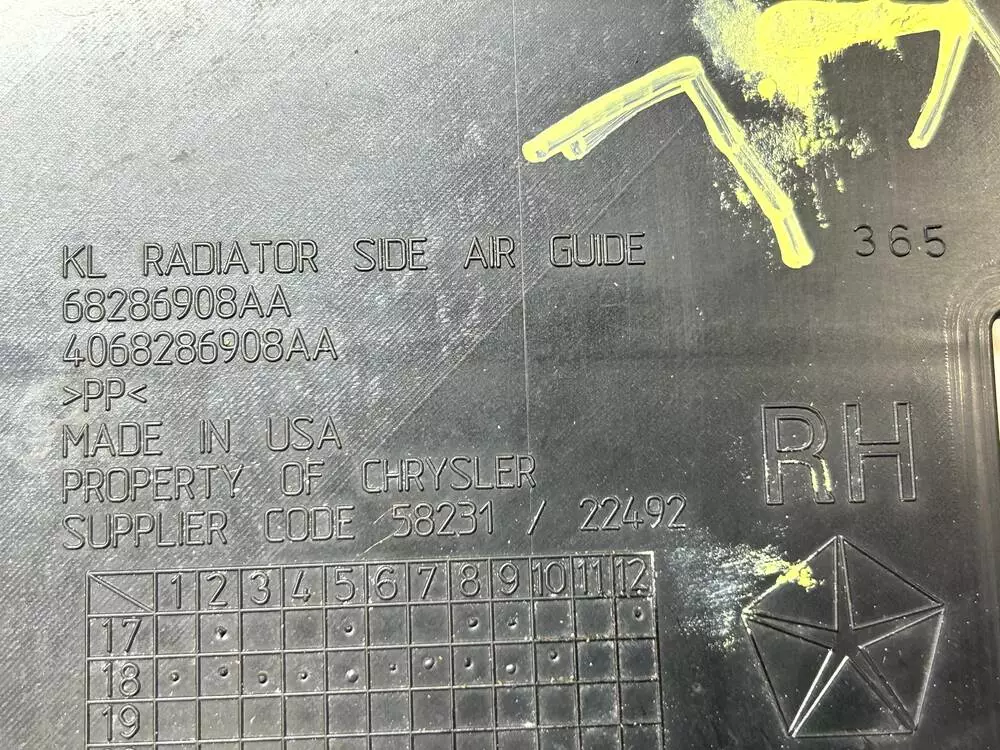 365
KL RADIATOR SIDE AIR GUIDE
68286908AA
4068286908AA
>PP<
MADE IN USA
PROPERTY OF CHRYSLER
SUPPLIER CODE 58231 / 22492
RH
1 2 3 4 5 6 7 8 9 10 11 12
17
18
19